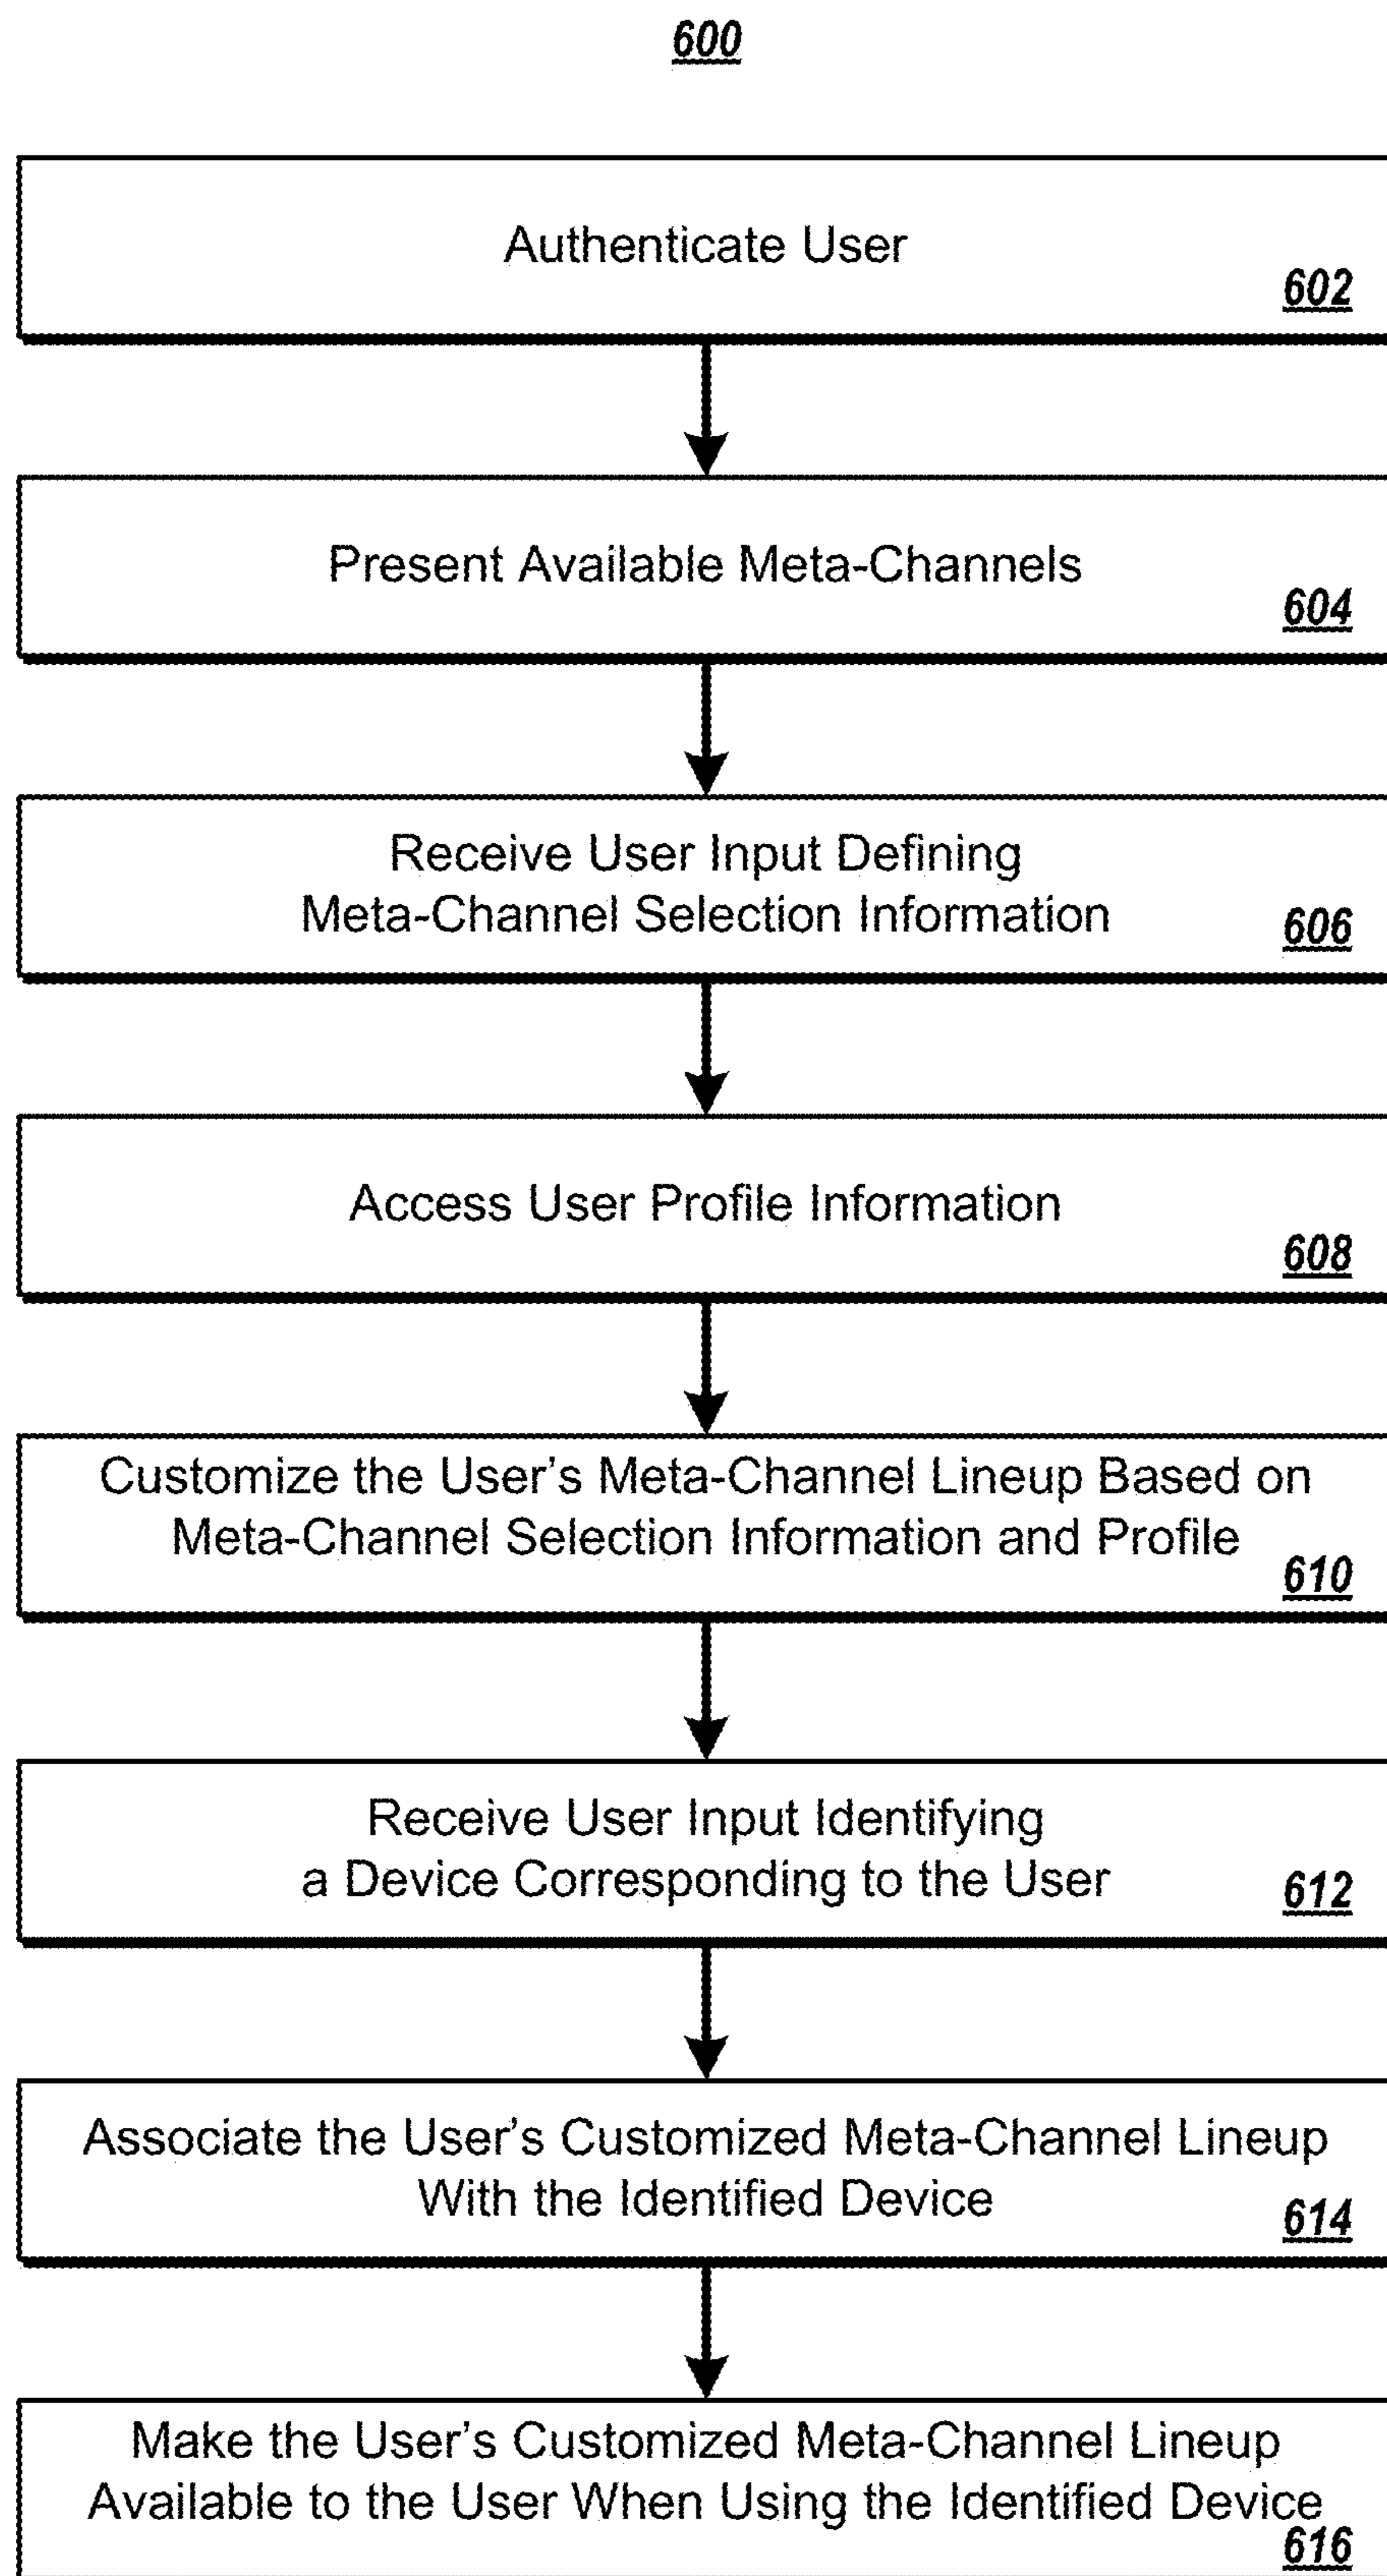 600
Authenticate User
602
Present Available Meta-Channels
604
Receive User Input Defining
Meta-Channel Selection Information
606
Access User Profile Information
608
Customize the User's Meta-Channel Lineup Based on
Meta-Channel Selection Information and Profile
610
Receive User Input Identifying
a Device Corresponding to the User
612
Associate the User's Customized Meta-Channel Lineup
With the Identified Device
614
Make the User's Customized Meta-Channel Lineup
Available to the User When Using the Identified Device
616